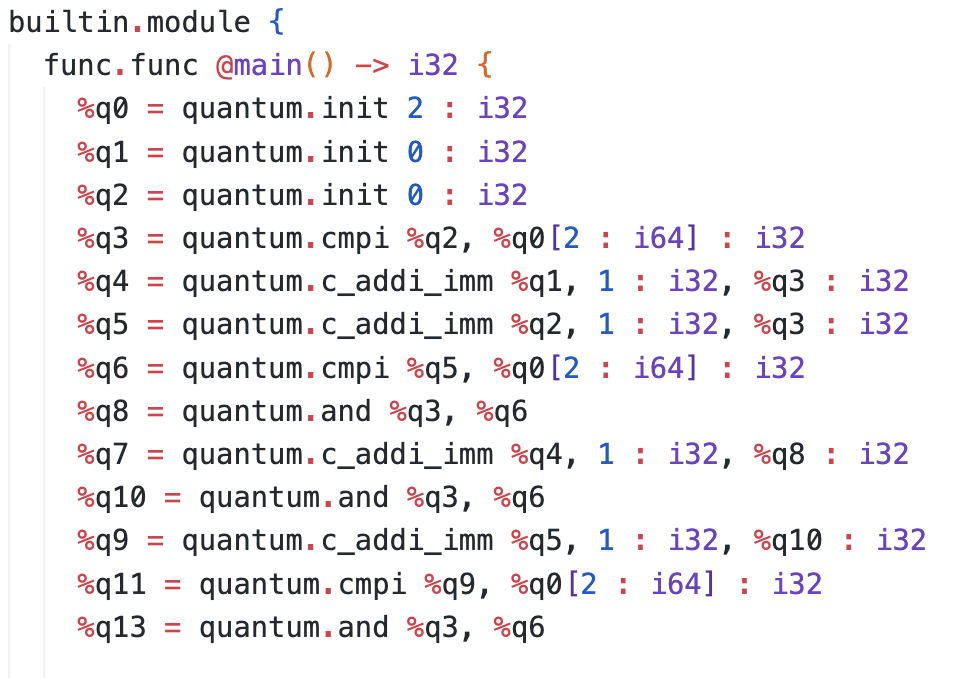 builtin.module {
func.func @main() -> i32 {
%q0 = quantum.init 2 : i32
%q1 = quantum.init 0 : i32
%q2 = quantum.init 0 : i32
%q3 = quantum.cmpi %q2, %q0[2 : i64] : i32
%q4 = quantum.c_addi_imm %q1, 1 : i32, %q3 : i32
%q5 = quantum.c_addi_imm %q2, 1 : i32, %q3 : i32
%q6 = quantum.cmpi %q5, %q0[2 : i64] : i32
%q8 = quantum.and %q3, %q6
%q7 = quantum.c_addi_imm %q4, 1 : i32, %q8 : i32
%q10 = quantum.and %q3, %q6
%q9 = quantum.c_addi_imm %q5, 1 : i32, %q10 : i32
%q11 = quantum.cmpi %q9, %q0[2 : i64] : i32
%q13 = quantum.and %q3, %q6